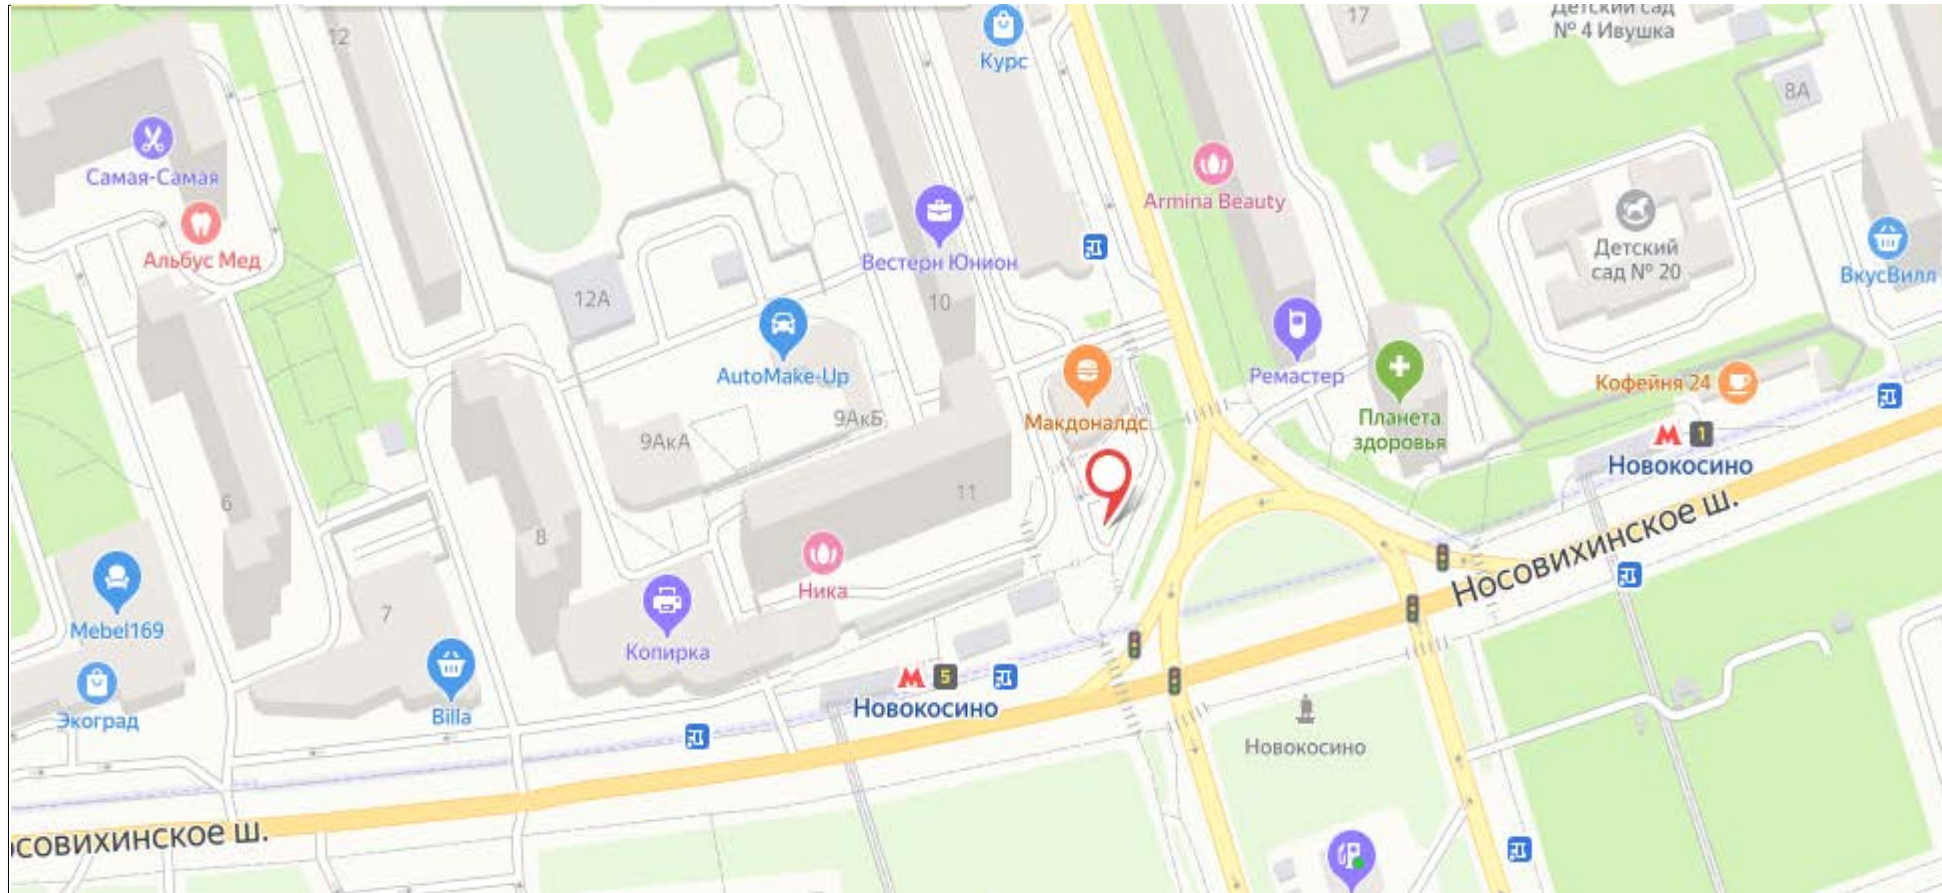 12
17
Детский сад
№ 4 Ивушка
Курс
8А
Самая-Самая
Armina Beauty
Альбус Мед
Вестерн Юнион
Детский
сад № 20
ВкусВилл
12А
10
AutoMake-Up
Ремастер
Кофейня 24
9АкА
9АкБ
Макдоналдс
Планета
здоровья
М 1
Новокосино
6
8
11
Носовихинское ш.
Ника
7
Mebel169
Копирка
М 5
Новокосино
Экоград
Billa
Новокосино
осовихинское ш.